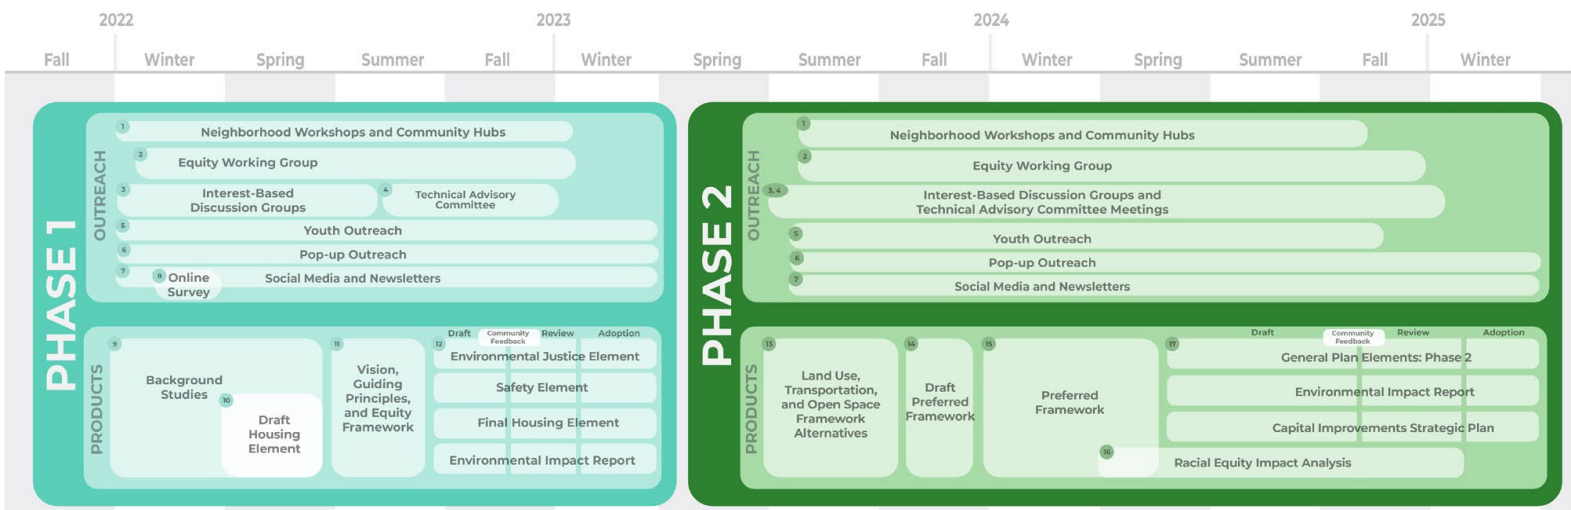 2022
2023
2024
2025
Fall
Winter
Spring
Summer
Fall
Winter
Spring
Summer
Fall
Winter
Spring
Summer
Fall
Winter
PHASE 1
OUTREACH
1
Neighborhood Workshops and Community Hubs
2
Equity Working Group
3
Interest-Based
Discussion Groups
4
Technical Advisory
Committee
5
Youth Outreach
6
Pop-up Outreach
7
Social Media and Newsletters
8
Online
Survey
PRODUCTS
9
Background
Studies
10
Draft
Housing
Element
11
Vision,
Guiding
Principles,
and Equity
Framework
12
Draft
Community
Feedback
Review
Adoption
Environmental Justice Element
Safety Element
Final Housing Element
Environmental Impact Report
PHASE 2
OUTREACH
1
Neighborhood Workshops and Community Hubs
2
Equity Working Group
3, 4
Interest-Based Discussion Groups and
Technical Advisory Committee Meetings
5
Youth Outreach
6
Pop-up Outreach
7
Social Media and Newsletters
PRODUCTS
13
Land Use,
Transportation,
and Open Space
Framework
Alternatives
14
Draft
Preferred
Framework
15
Preferred
Framework
16
Racial Equity Impact Analysis
17
Draft
Community
Feedback
Review
Adoption
General Plan Elements: Phase 2
Environmental Impact Report
Capital Improvements Strategic Plan